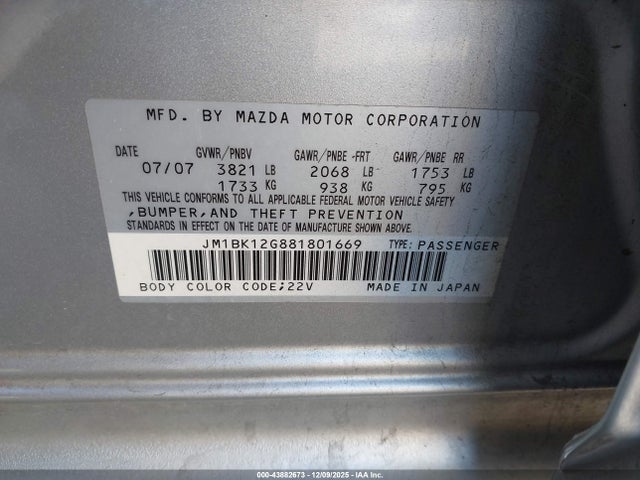 MFD. BY MAZDA MOTOR CORPORATION
DATE GVWR/PNBV GAWR/PNBE -FRT GAWR/PNBE RR
07/07 3821 LB 2068 LB 1753 LB
1733 KG 938 KG 795 KG
THIS VEHICLE CONFORMS TO ALL APPLICABLE FEDERAL MOTOR VEHICLE SAFETY
,BUMPER,AND THEFT PREVENTION
STANDARDS IN EFFECT ON THE DATE OF MANUFACTURE SHOWN ABOVE.
JM1BK12G881801669 TYPE: PASSENGER
BODY COLOR CODE;22V MADE IN JAPAN
000-43882673 - 12/09/2025 - IAA, Inc.